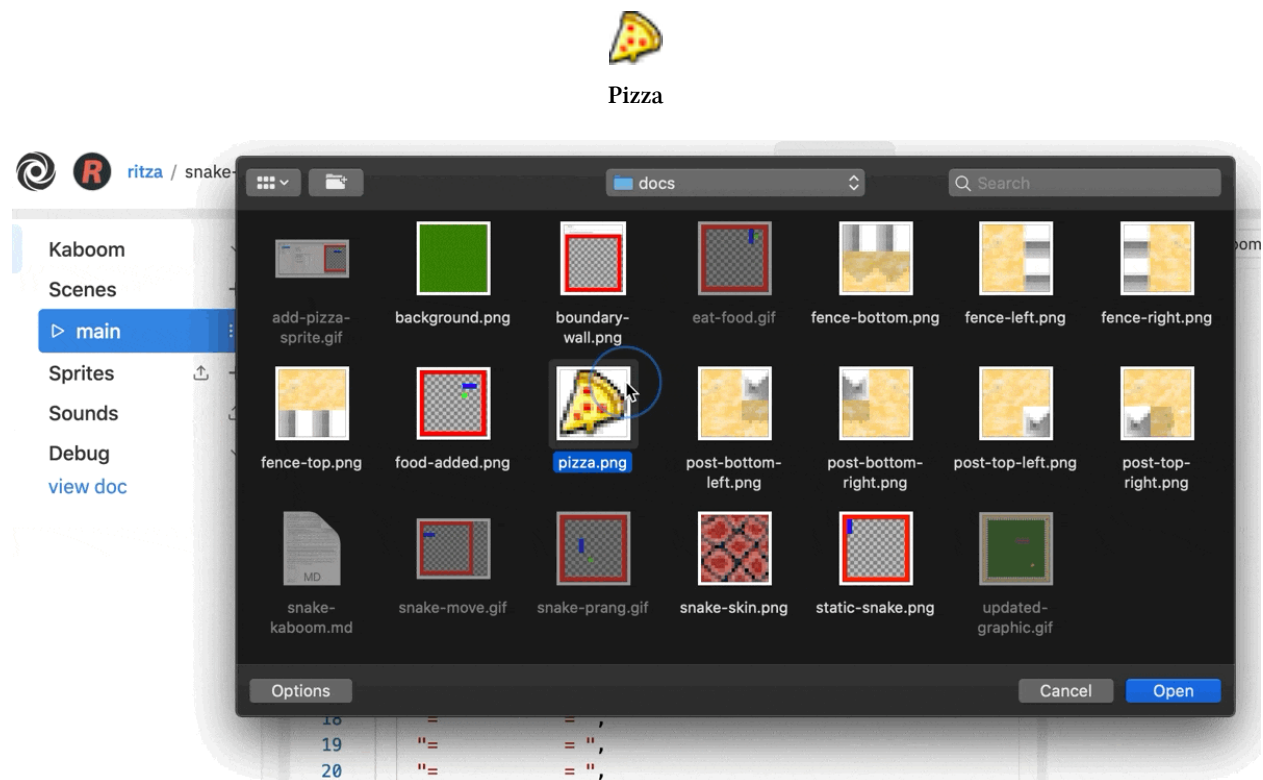 Pizza
R
ritza / snake-
docs
Search
Kaboom
Scenes
main
Sprites
Sounds
Debug
view doc
add-pizza-
sprite.gif
background.png
boundary-
wall.png
eat-food.gif
fence-bottom.png
fence-left.png
fence-right.png
fence-top.png
food-added.png
pizza.png
post-bottom-
left.png
post-bottom-
right.png
post-top-left.png
post-top-
right.png
MD
snake-
kaboom.md
snake-move.gif
snake-prang.gif
snake-skin.png
static-snake.png
updated-
graphic.gif
Options
Cancel
Open
18 "= = ",
19 "= = ",
20 "= = ",